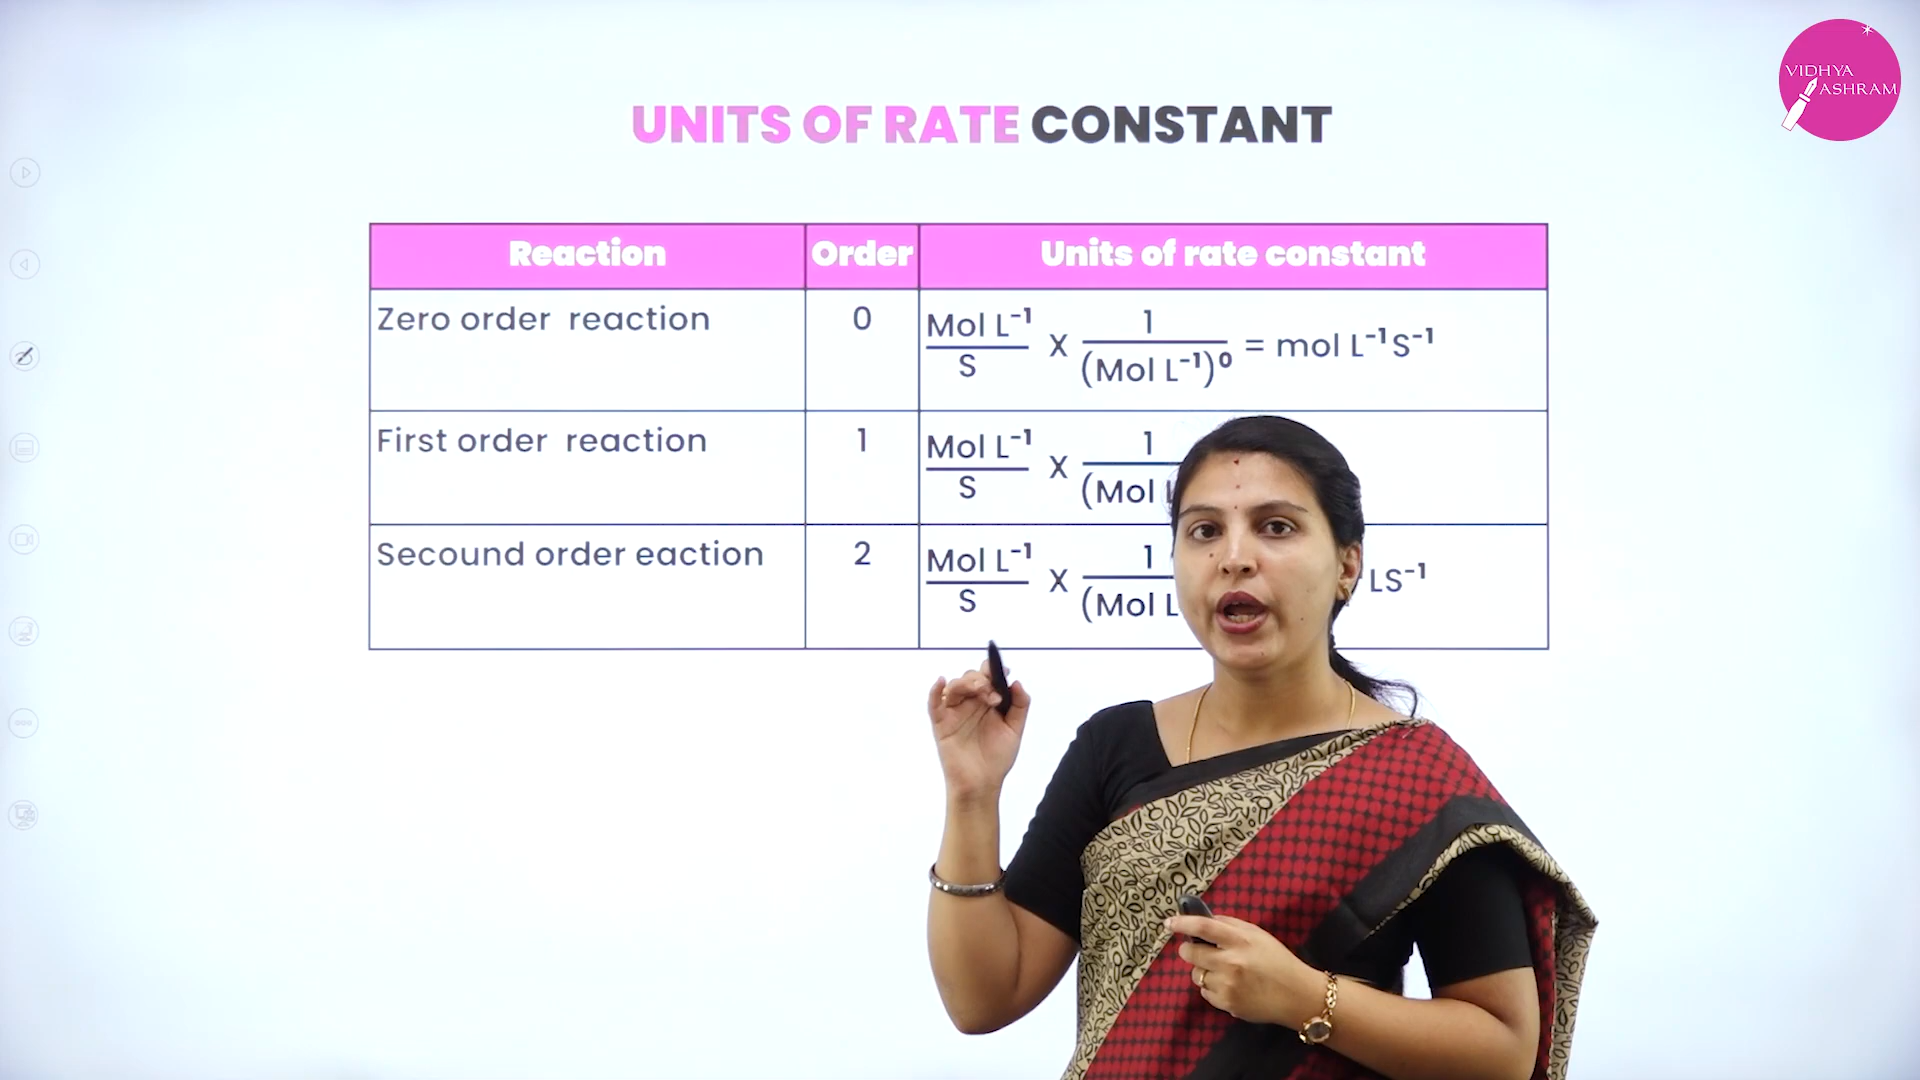 VIDHYA
ASHRAM
UNITS OF RATE CONSTANT
Reaction Order Units of rate constant
Zero order reaction 0 Mol L⁻¹ / S X 1 / (Mol L⁻¹)⁰ = mol L⁻¹ S⁻¹
First order reaction 1 Mol L⁻¹ / S X 1 / (Mol
Secound order eaction 2 Mol L⁻¹ / S X 1 / (Mol L LS⁻¹